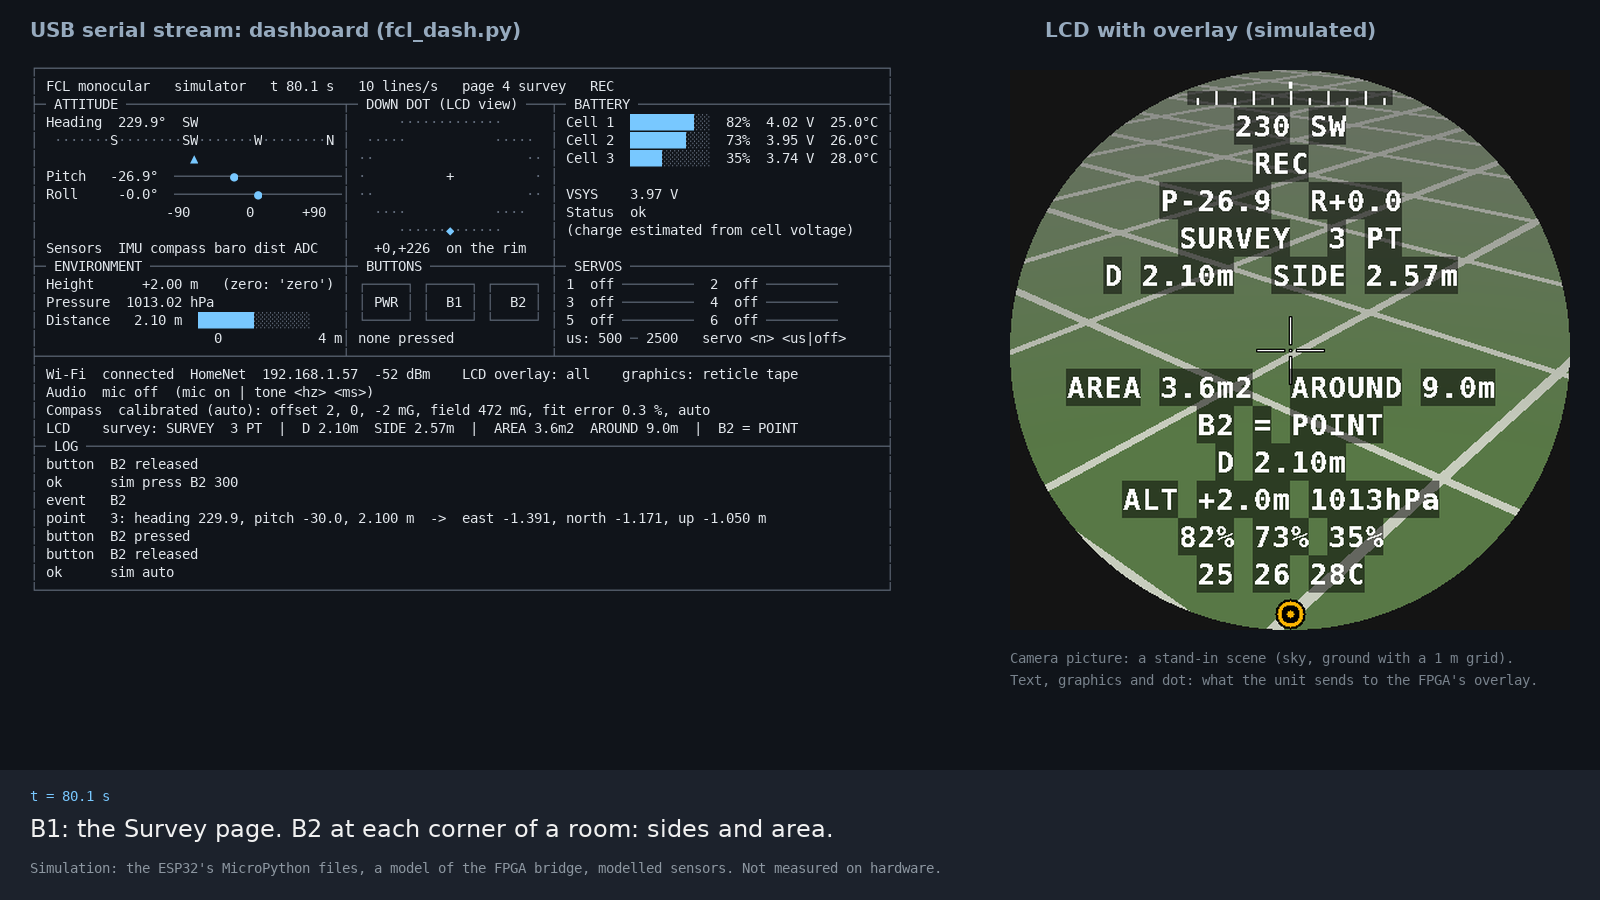 USB serial stream: dashboard (fcl_dash.py)
FCL monocular simulator t 80.1 s 10 lines/s page 4 survey REC
ATTITUDE
Heading 229.9° SW
S SW W N
Pitch -26.9°
Roll -0.0°
-90 0 +90
Sensors IMU compass baro dist ADC
DOWN DOT (LCD view)
+
+0,+226 on the rim
BATTERY
Cell 1 82% 4.02 V 25.0°C
Cell 2 73% 3.95 V 26.0°C
Cell 3 35% 3.74 V 28.0°C
VSYS 3.97 V
Status ok
(charge estimated from cell voltage)
ENVIRONMENT
Height +2.00 m (zero: 'zero')
Pressure 1013.02 hPa
Distance 2.10 m
0 4 m
BUTTONS
PWR B1 B2
none pressed
SERVOS
1 off 2 off
3 off 4 off
5 off 6 off
us: 500 — 2500 servo <n> <us|off>
Wi-Fi connected HomeNet 192.168.1.57 -52 dBm LCD overlay: all graphics: reticle tape
Audio mic off (mic on | tone <hz> <ms>)
Compass calibrated (auto): offset 2, 0, -2 mG, field 472 mG, fit error 0.3 %, auto
LCD survey: SURVEY 3 PT | D 2.10m SIDE 2.57m | AREA 3.6m2 AROUND 9.0m | B2 = POINT
LOG
button B2 released
ok sim press B2 300
event B2
point 3: heading 229.9, pitch -30.0, 2.100 m -> east -1.391, north -1.171, up -1.050 m
button B2 pressed
button B2 released
ok sim auto
LCD with overlay (simulated)
230 SW
REC
P-26.9 R+0.0
SURVEY 3 PT
D 2.10m SIDE 2.57m
AREA 3.6m2 AROUND 9.0m
B2 = POINT
D 2.10m
ALT +2.0m 1013hPa
82% 73% 35%
25 26 28C
Camera picture: a stand-in scene (sky, ground with a 1 m grid).
Text, graphics and dot: what the unit sends to the FPGA's overlay.
t = 80.1 s
B1: the Survey page. B2 at each corner of a room: sides and area.
Simulation: the ESP32's MicroPython files, a model of the FPGA bridge, modelled sensors. Not measured on hardware.